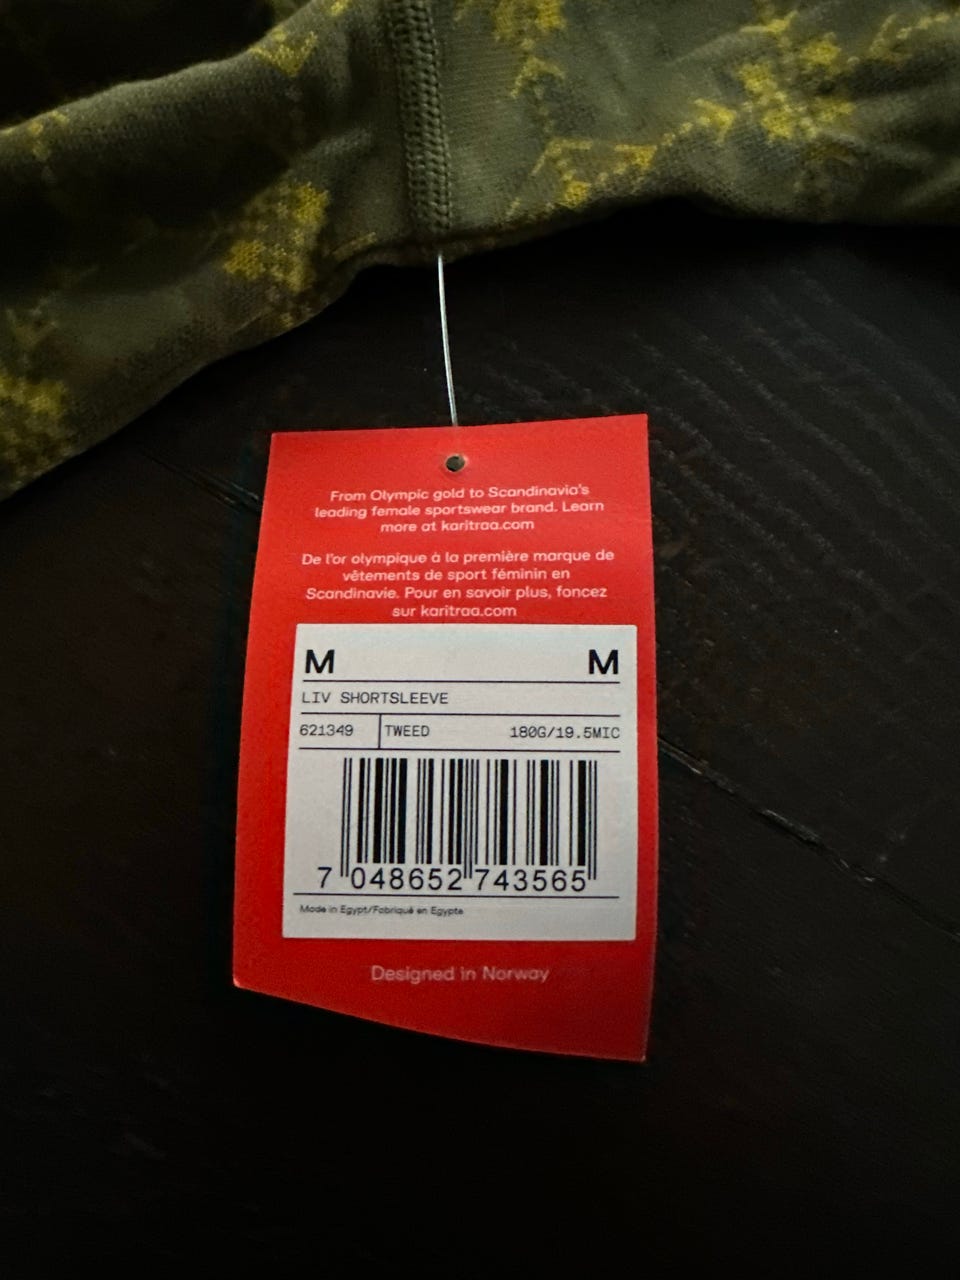 From Olympic gold to Scandinavia's
leading female sportswear brand. Learn
more at karitraa.com
De l'or olympique à la première marque de
vêtements de sport féminin en
Scandinavie. Pour en savoir plus, foncez
sur karitraa.com
M M
LIV SHORTSLEEVE
621349 TWEED 180G/19.5MIC
7 048652 743565
Made in Egypt/Fabriqué en Egypte
Designed in Norway